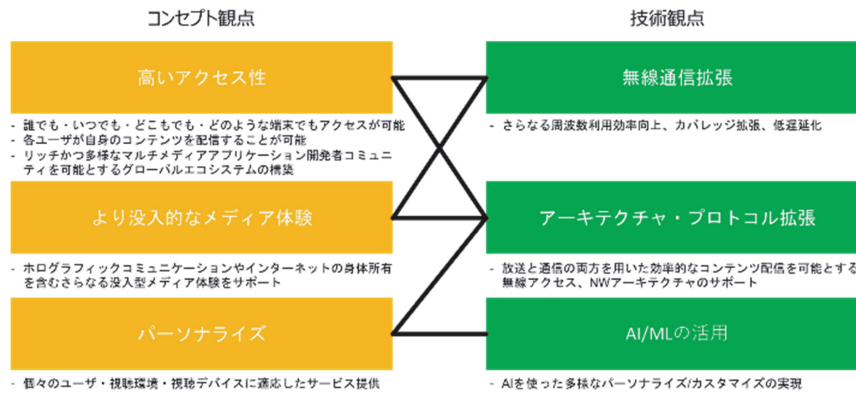 コンセプト観点
高いアクセス性
- 誰でも・いつでも・どこもでも・どのような端末でもアクセスが可能
- 各ユーザが自身のコンテンツを配信することが可能
- リッチかつ多様なマルチメディアアプリケーション開発者コミュニ
ティを可能とするグローバルエコシステムの構築
より没入的なメディア体験
- ホログラフィックコミュニケーションやインターネットの身体所有
を含むさらなる没入型メディア体験をサポート
パーソナライズ
- 個々のユーザ・視聴環境・視聴デバイスに適応したサービス提供
技術観点
無線通信拡張
- さらなる周波数利用効率向上、カバレッジ拡張、低遅延化
アーキテクチャ・プロトコル拡張
- 放送と通信の両方を用いた効率的なコンテンツ配信を可能とする
無線アクセス、NWアーキテクチャのサポート
AI/MLの活用
- AIを使った多様なパーソナライズ/カスタマイズの実現